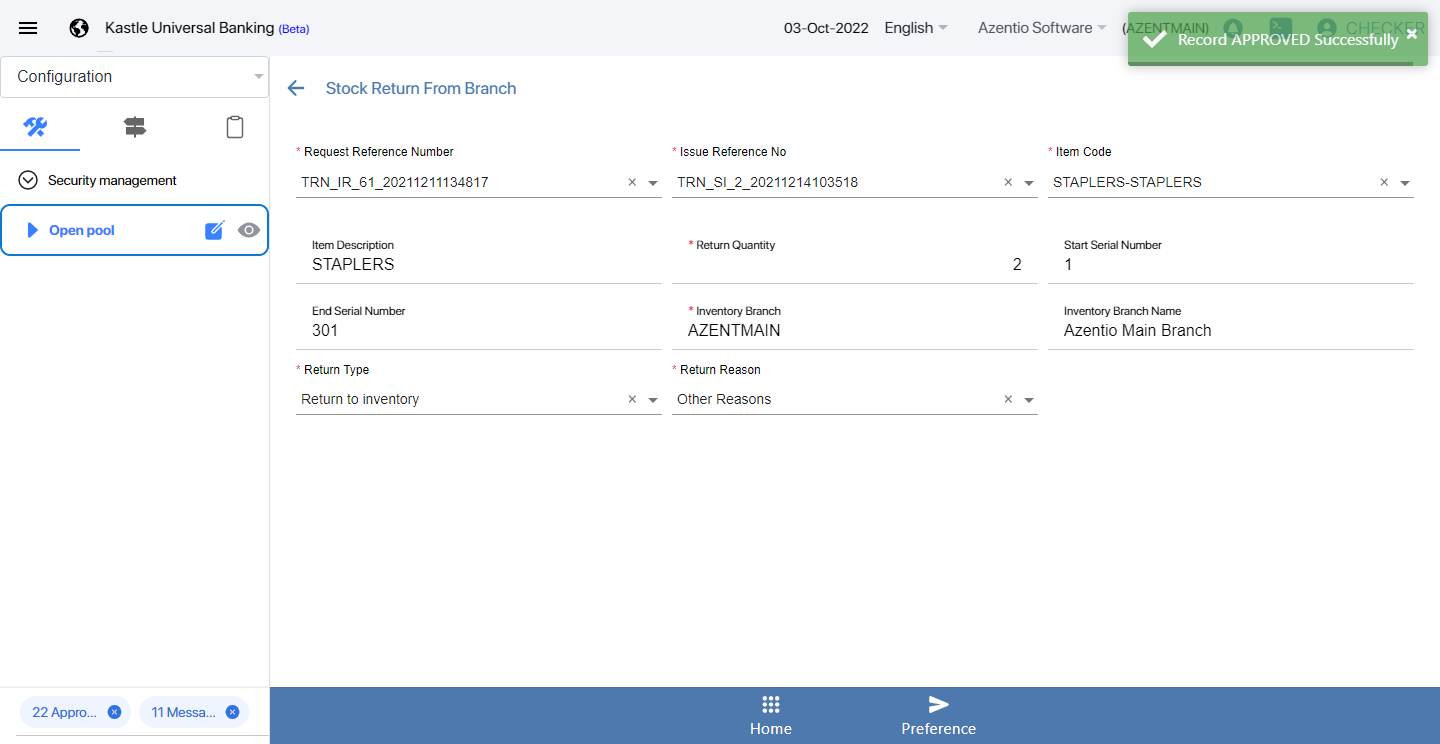 Kastle Universal Banking (Beta)
03-Oct-2022
English
Azentio Software
(AZENTMAIN)
CHECKER
Record APPROVED Successfully
Configuration
Stock Return From Branch
Security management
Open pool
* Request Reference Number
TRN_IR_61_20211211134817
* Issue Reference No
TRN_SI_2_20211214103518
* Item Code
STAPLERS-STAPLERS
Item Description
STAPLERS
* Return Quantity
2
Start Serial Number
1
End Serial Number
301
* Inventory Branch
AZENTMAIN
Inventory Branch Name
Azentio Main Branch
* Return Type
Return to inventory
* Return Reason
Other Reasons
22 Appro...
11 Messa...
Home
Preference